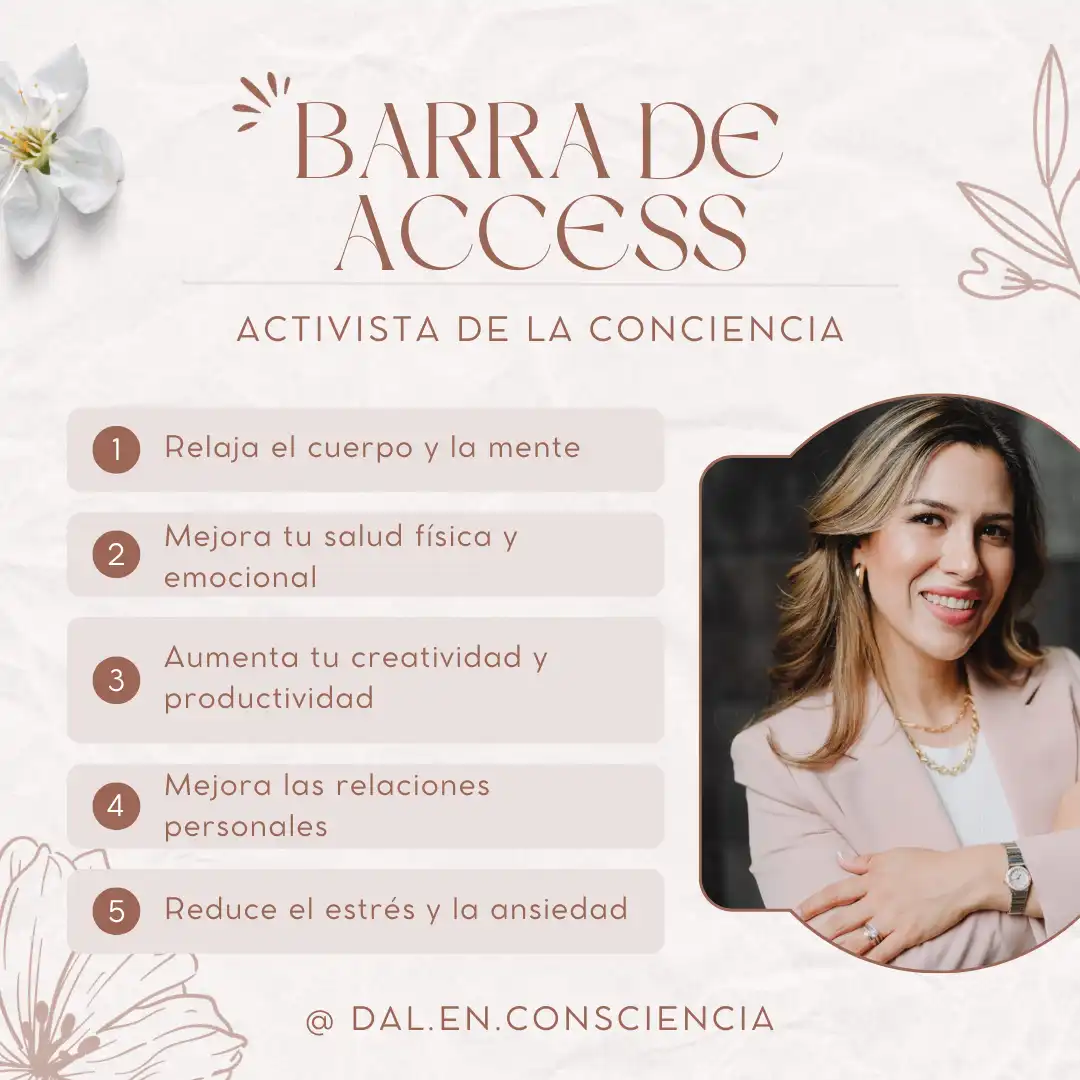 BARRA DE
ACCESS
ACTIVISTA DE LA CONCIENCIA
1 Relaja el cuerpo y la mente
2 Mejora tu salud física y
emocional
3 Aumenta tu creatividad y
productividad
4 Mejora las relaciones
personales
5 Reduce el estrés y la ansiedad
@ DAL.EN.CONSCIENCIA